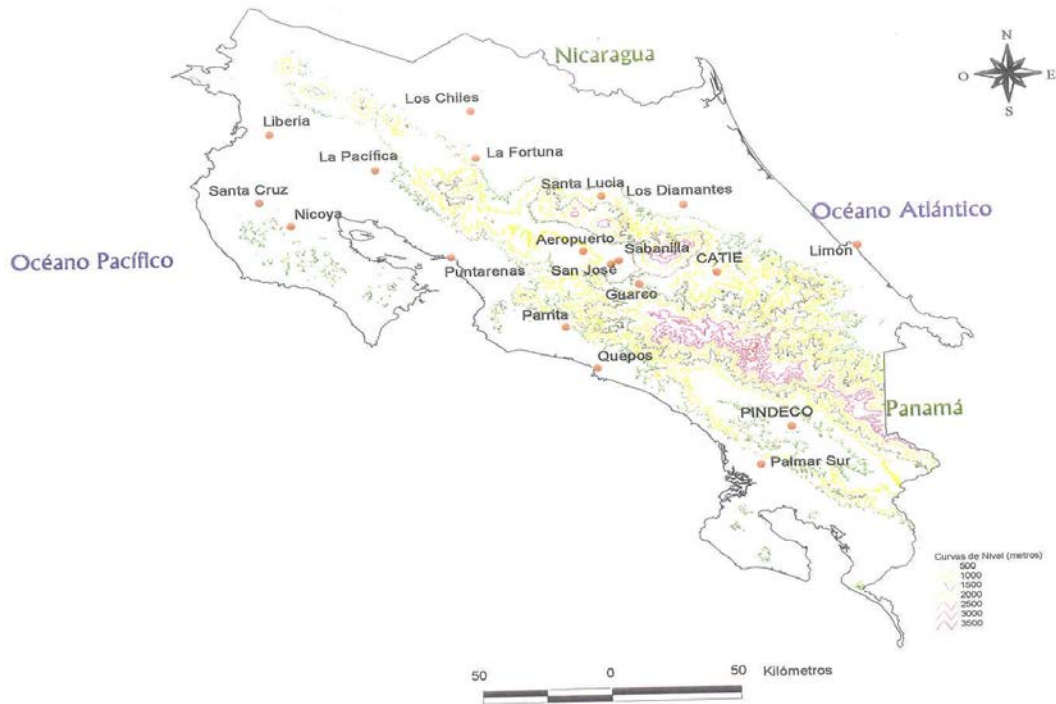 Nicaragua
N
O
E
S
Los Chiles
Liberia
La Pacífica
La Fortuna
Santa Cruz
Santa Lucia
Los Diamantes
Nicoya
Océano Atlántico
Océano Pacífico
Aeropuerto
Sabanilla
Limón
Puntarenas
San José
CATIE
Guarco
Parrita
Quepos
PINDECO
Panamá
Palmar Sur
Curvas de Nivel (metros)
500
1000
1500
2000
2500
3000
3500
50
0
50
Kilómetros